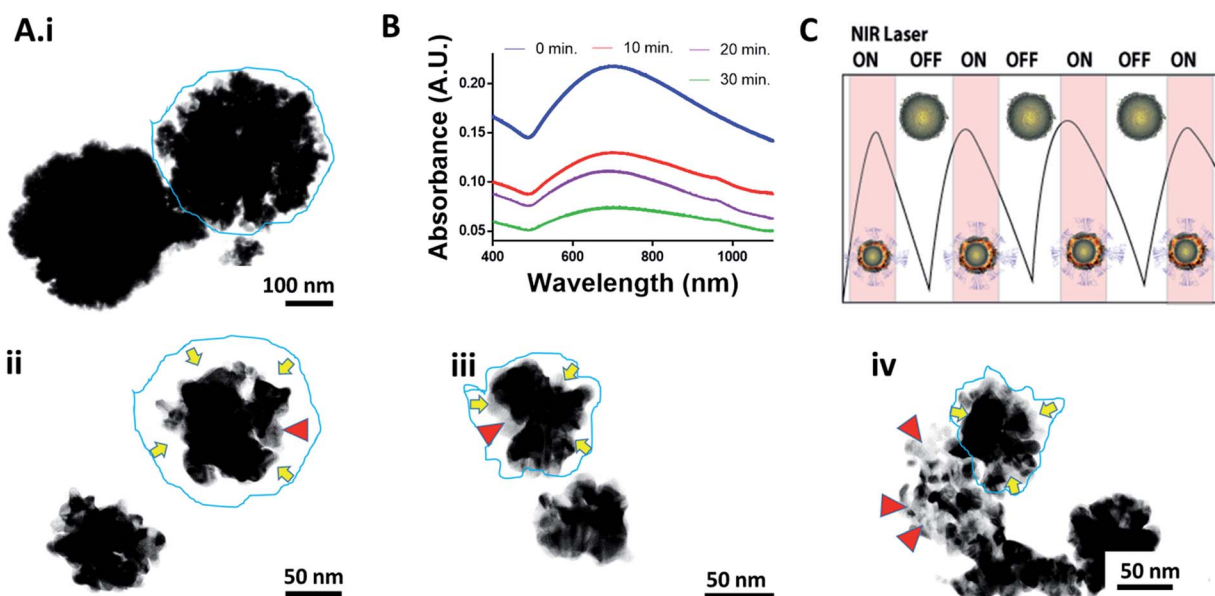 A.i
100 nm
B
0 min. 10 min. 20 min.
30 min.
Absorbance (A.U.)
0.20
0.15
0.10
0.05
400 600 800 1000
Wavelength (nm)
C
NIR Laser
ON OFF ON OFF ON OFF ON
ii
50 nm
iii
50 nm
iv
50 nm